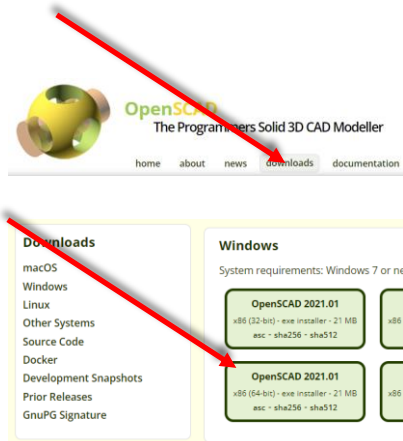 OpenSCAD
The Programmers Solid 3D CAD Modeller
home about news downloads documentation
Downloads
macOS
Windows
Linux
Other Systems
Source Code
Docker
Development Snapshots
Prior Releases
GnuPG Signature
Windows
System requirements: Windows 7 or ne
OpenSCAD 2021.01
x86 (32-bit) - exe installer - 21 MB
asc - sha256 - sha512
x86
OpenSCAD 2021.01
x86 (64-bit) - exe installer - 21 MB
asc - sha256 - sha512
x86